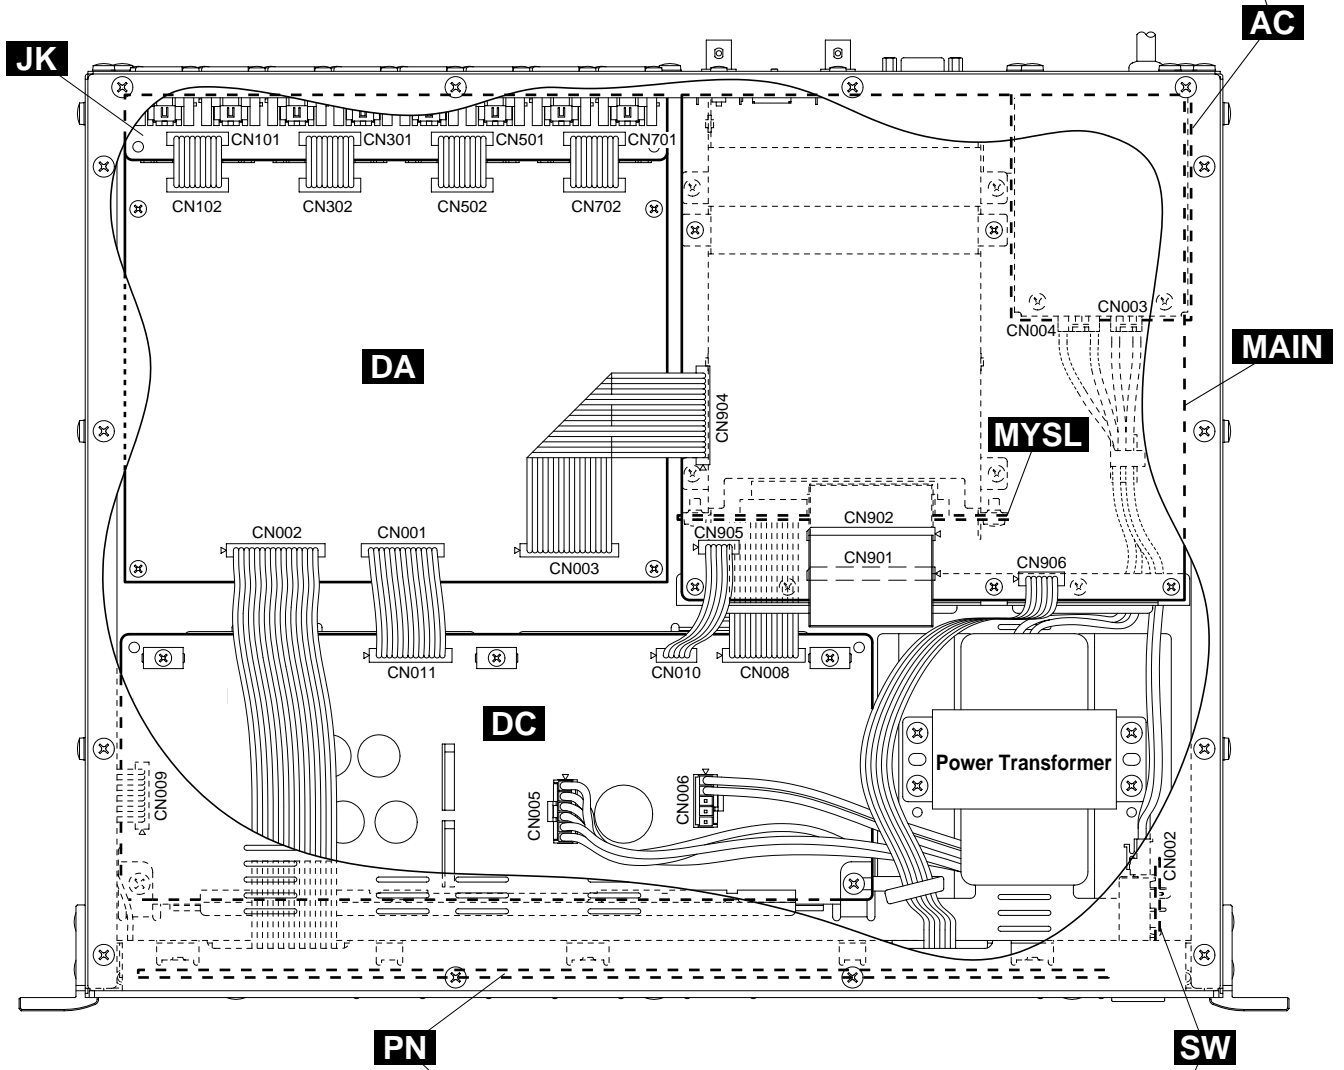 AC
JK
CN101
CN301
CN501
CN701
CN102
CN302
CN502
CN702
CN003
CN004
MAIN
DA
CN904
MYSL
CN902
CN002
CN001
CN905
CN003
CN901
CN906
CN011
CN010
CN008
DC
Power Transformer
CN009
CN005
CN006
CN002
PN
SW